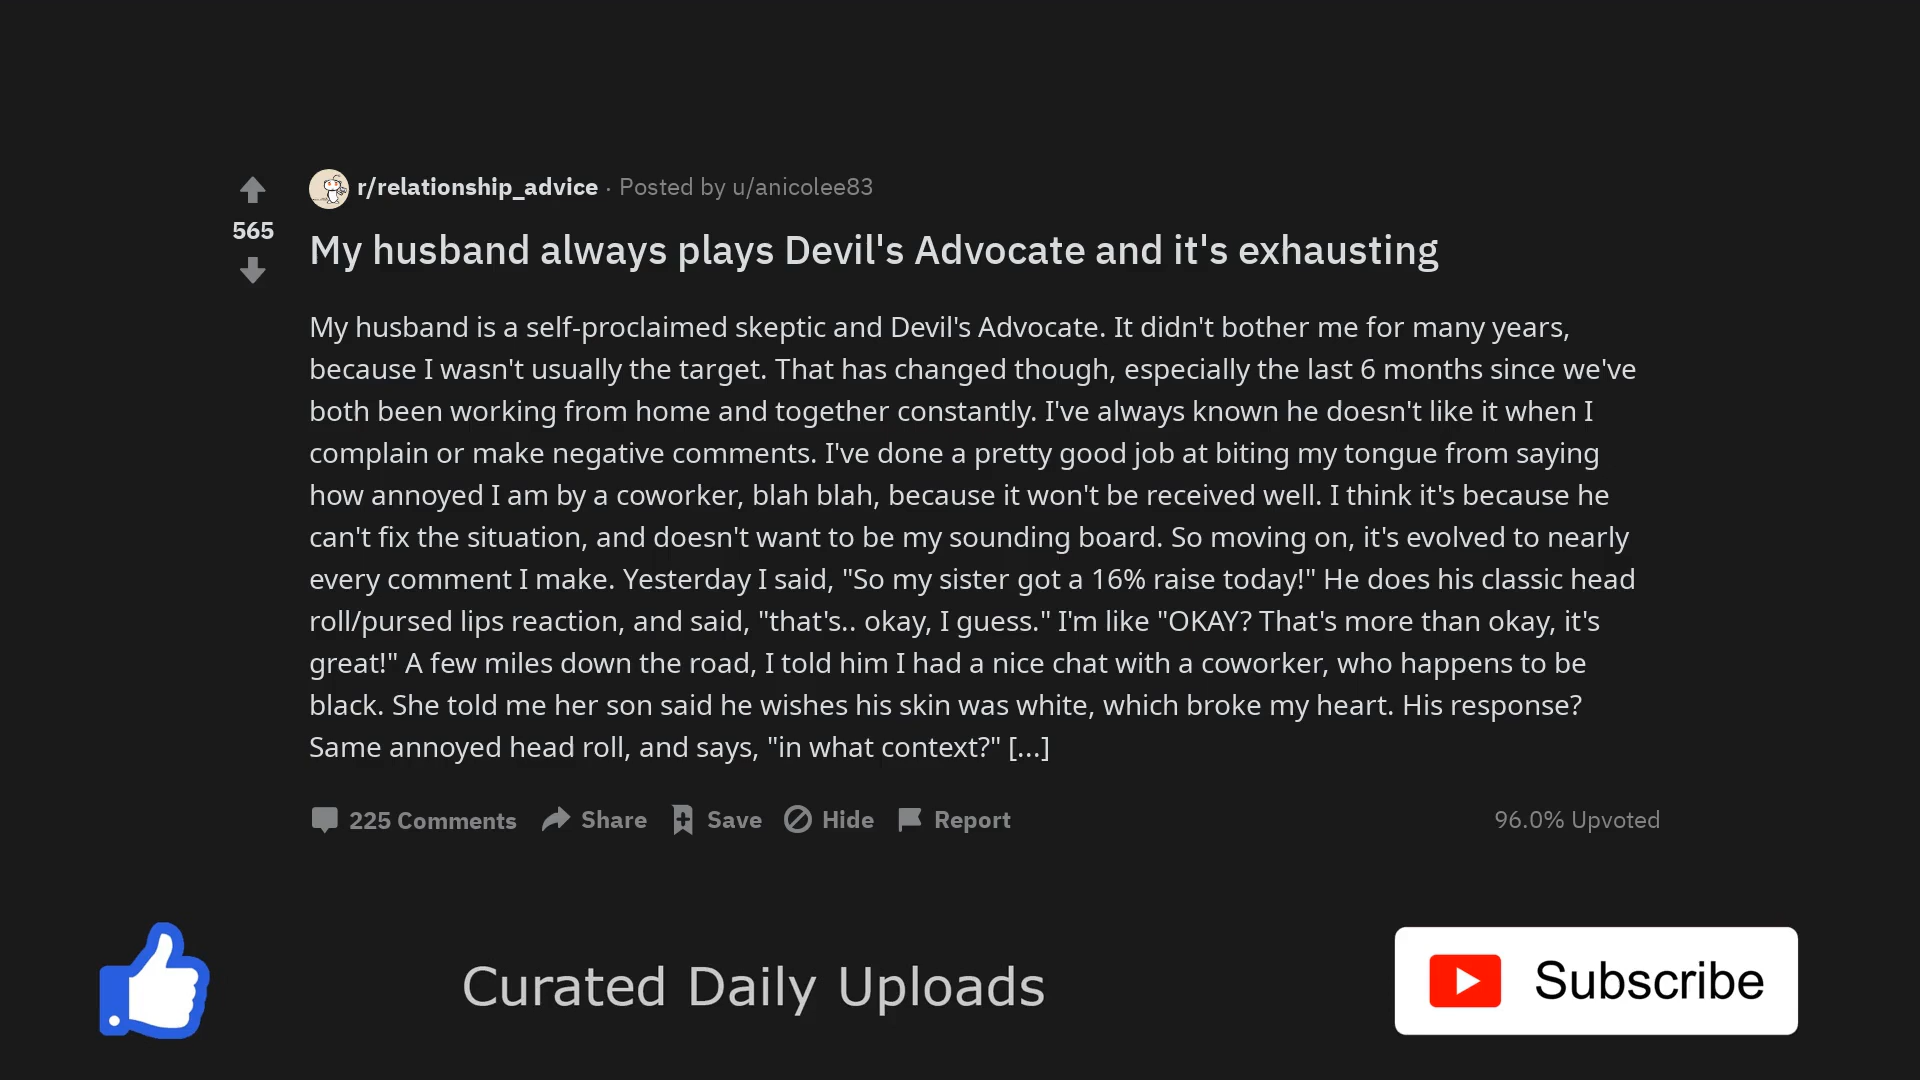 r/relationship_advice · Posted by u/anicolee83
565
My husband always plays Devil's Advocate and it's exhausting
My husband is a self-proclaimed skeptic and Devil's Advocate. It didn't bother me for many years,
because I wasn't usually the target. That has changed though, especially the last 6 months since we've
both been working from home and together constantly. I've always known he doesn't like it when I
complain or make negative comments. I've done a pretty good job at biting my tongue from saying
how annoyed I am by a coworker, blah blah, because it won't be received well. I think it's because he
can't fix the situation, and doesn't want to be my sounding board. So moving on, it's evolved to nearly
every comment I make. Yesterday I said, "So my sister got a 16% raise today!" He does his classic head
roll/pursed lips reaction, and said, "that's.. okay, I guess." I'm like "OKAY? That's more than okay, it's
great!" A few miles down the road, I told him I had a nice chat with a coworker, who happens to be
black. She told me her son said he wishes his skin was white, which broke my heart. His response?
Same annoyed head roll, and says, "in what context?" [...]
225 Comments Share Save Hide Report 96.0% Upvoted
Curated Daily Uploads
Subscribe